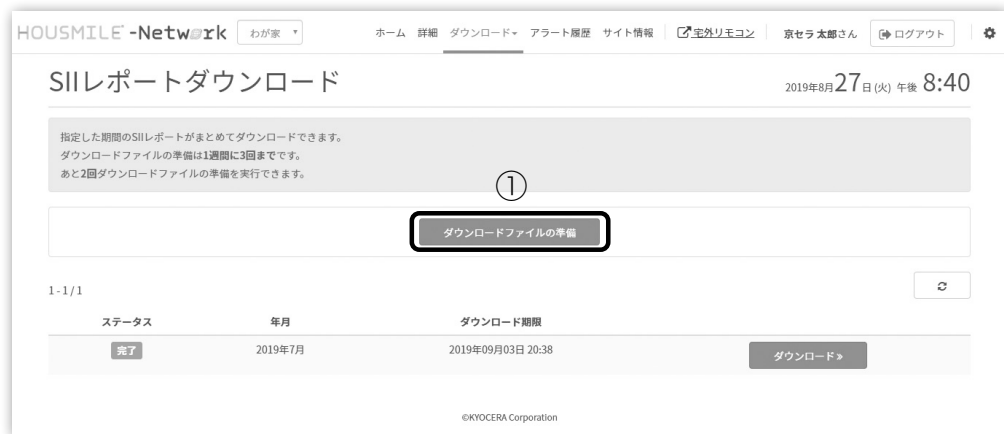 HOUSMILE -Network わが家 ▼ ホーム 詳細 ダウンロード▾ アラート履歴 サイト情報 宅外リモコン 京セラ 太郎さん ログアウト
SIIレポートダウンロード 2019年8月27日 (火) 午後 8:40
指定した期間のSIIレポートがまとめてダウンロードできます。
ダウンロードファイルの準備は1週間に3回までです。
あと2回ダウンロードファイルの準備を実行できます。
①
ダウンロードファイルの準備
1 - 1 / 1
ステータス 年月 ダウンロード期限
完了 2019年7月 2019年09月03日 20:38 ダウンロード »
©KYOCERA Corporation